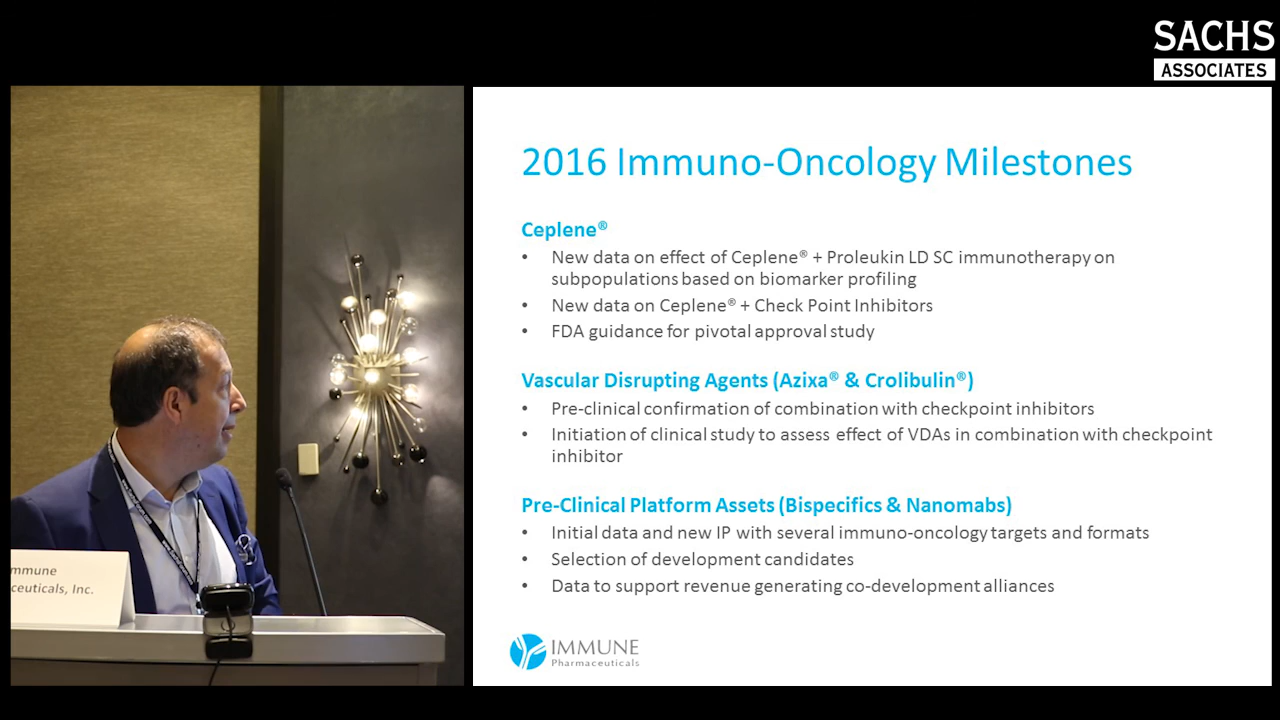 SACHS
ASSOCIATES
2016 Immuno-Oncology Milestones
Ceplene®
• New data on effect of Ceplene® + Proleukin LD SC immunotherapy on
subpopulations based on biomarker profiling
• New data on Ceplene® + Check Point Inhibitors
• FDA guidance for pivotal approval study
Vascular Disrupting Agents (Azixa® & Crolibulin®)
• Pre-clinical confirmation of combination with checkpoint inhibitors
• Initiation of clinical study to assess effect of VDAs in combination with checkpoint
inhibitor
Pre-Clinical Platform Assets (Bispecifics & Nanomabs)
• Initial data and new IP with several immuno-oncology targets and formats
• Selection of development candidates
• Data to support revenue generating co-development alliances
IMMUNE
Pharmaceuticals
mmune
ceuticals, Inc.